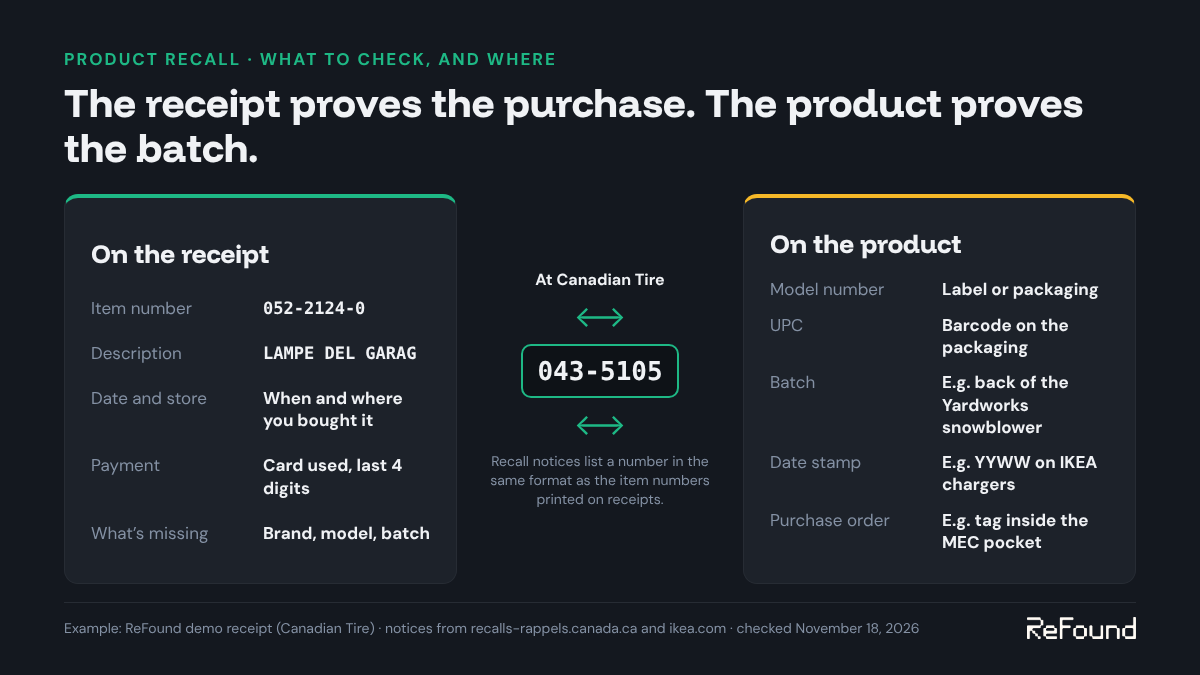 PRODUCT RECALL · WHAT TO CHECK, AND WHERE
The receipt proves the purchase. The product proves
the batch.
On the receipt
Item number
052-2124-0
Description
LAMPE DEL GARAG
Date and store
When and where
you bought it
Payment
Card used, last 4
digits
What’s missing
Brand, model, batch
At Canadian Tire
043-5105
Recall notices list a number in the
same format as the item numbers
printed on receipts.
On the product
Model number
Label or packaging
UPC
Barcode on the
packaging
Batch
E.g. back of the
Yardworks
snowblower
Date stamp
E.g. YYWW on IKEA
chargers
Purchase order
E.g. tag inside the
MEC pocket
Example: ReFound demo receipt (Canadian Tire) · notices from recalls-rappels.canada.ca and ikea.com · checked November 18, 2026
ReFound